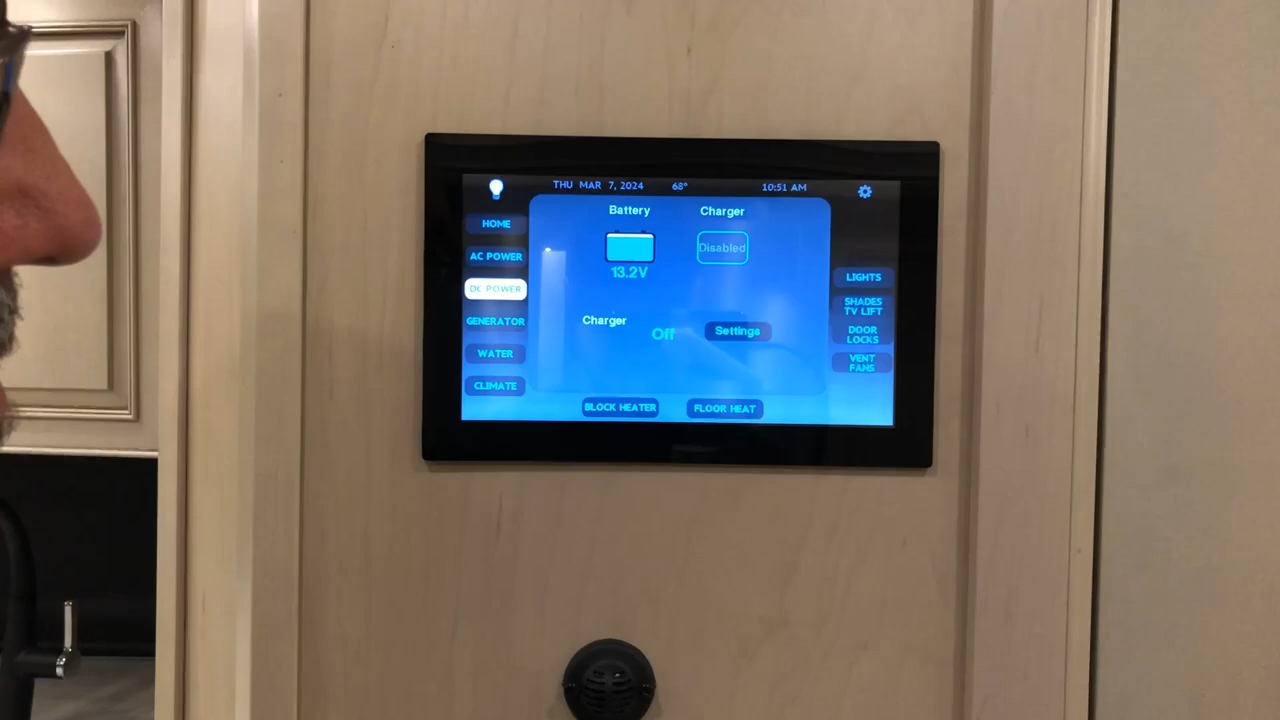 THU MAR 7, 2024 68° 10:51 AM
HOME
AC POWER
DC POWER
GENERATOR
WATER
CLIMATE
Battery
13.2V
Charger
Disabled
Charger
Off
Settings
BLOCK HEATER
FLOOR HEAT
LIGHTS
SHADES
TV LIFT
DOOR
LOCKS
VENT
FANS